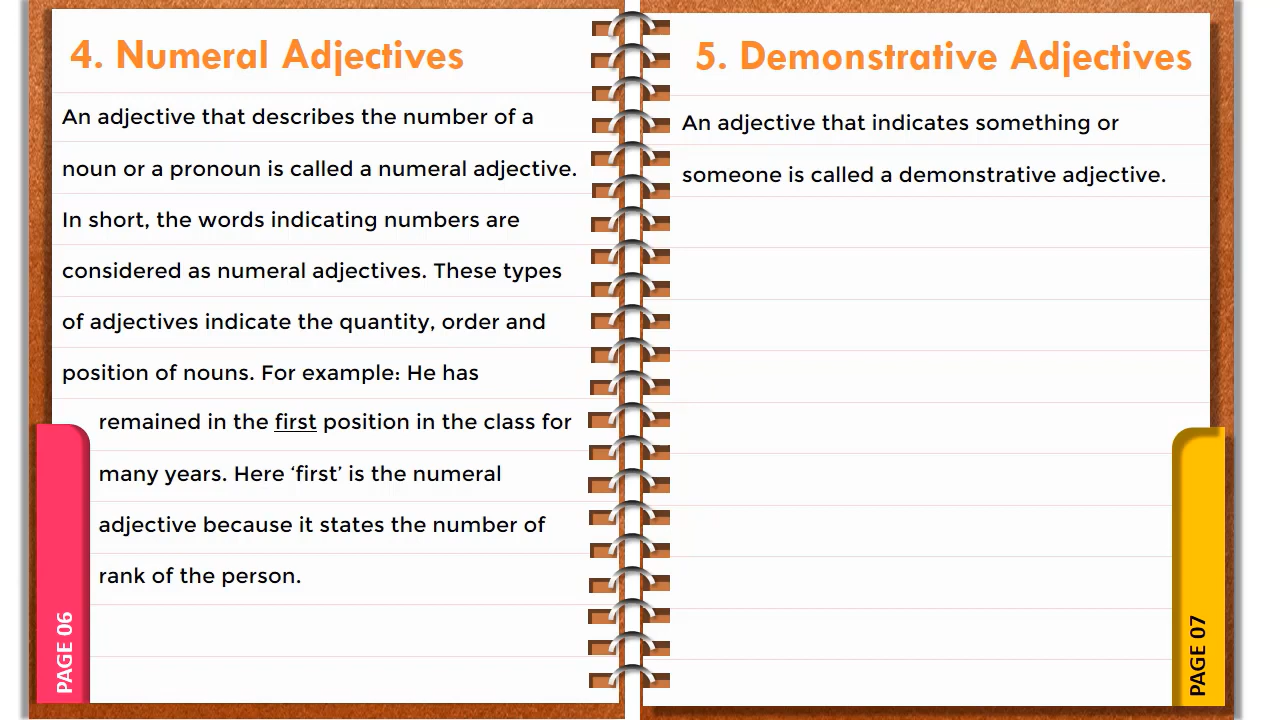 4. Numeral Adjectives
An adjective that describes the number of a
noun or a pronoun is called a numeral adjective.
In short, the words indicating numbers are
considered as numeral adjectives. These types
of adjectives indicate the quantity, order and
position of nouns. For example: He has
remained in the first position in the class for
many years. Here ‘first’ is the numeral
adjective because it states the number of
rank of the person.
PAGE 06
5. Demonstrative Adjectives
An adjective that indicates something or
someone is called a demonstrative adjective.
PAGE 07